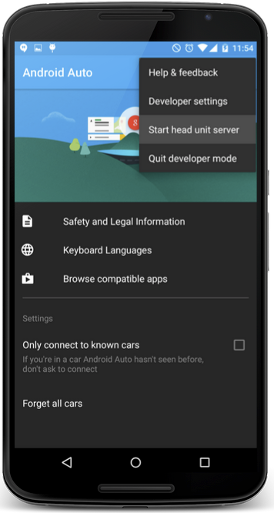 11:54
Android Auto
Help & feedback
Developer settings
Start head unit server
Quit developer mode
8
Safety and Legal Information
Keyboard Languages
Browse compatible apps
Settings
Only connect to known cars
If you're in a car Android Auto hasn't seen before,
don't ask to connect
Forget all cars